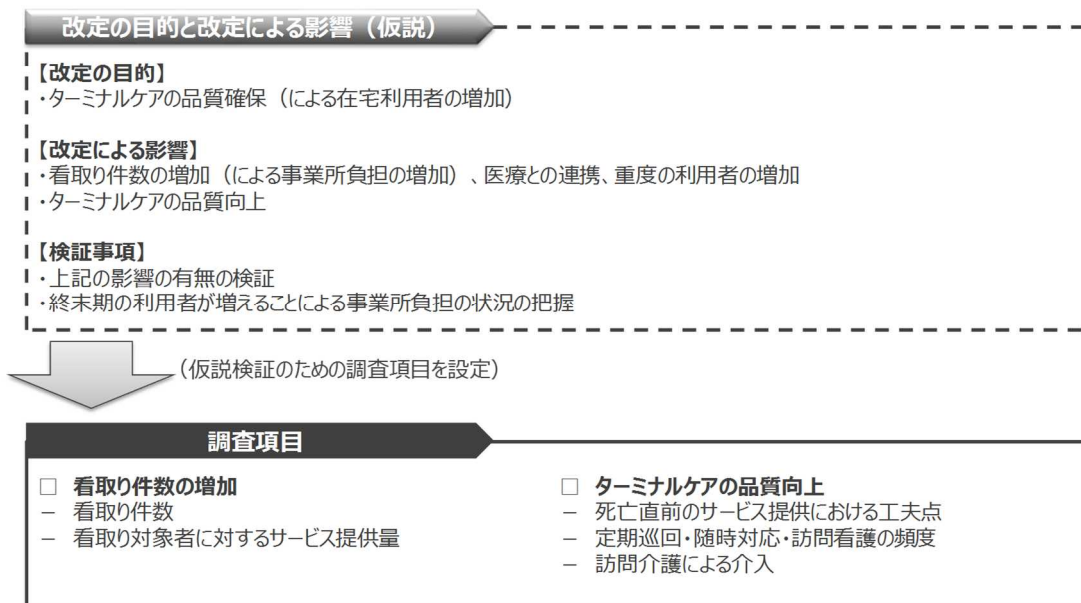 改定の目的と改定による影響（仮説）
【改定の目的】
・ターミナルケアの品質確保（による在宅利用者の増加）
【改定による影響】
・看取り件数の増加（による事業所負担の増加）、医療との連携、重度の利用者の増加
・ターミナルケアの品質向上
【検証事項】
・上記の影響の有無の検証
・終末期の利用者が増えることによる事業所負担の状況の把握
（仮説検証のための調査項目を設定）
調査項目
□ 看取り件数の増加
－ 看取り件数
－ 看取り対象者に対するサービス提供量
□ ターミナルケアの品質向上
－ 死亡直前のサービス提供における工夫点
－ 定期巡回・随時対応・訪問看護の頻度
－ 訪問介護による介入